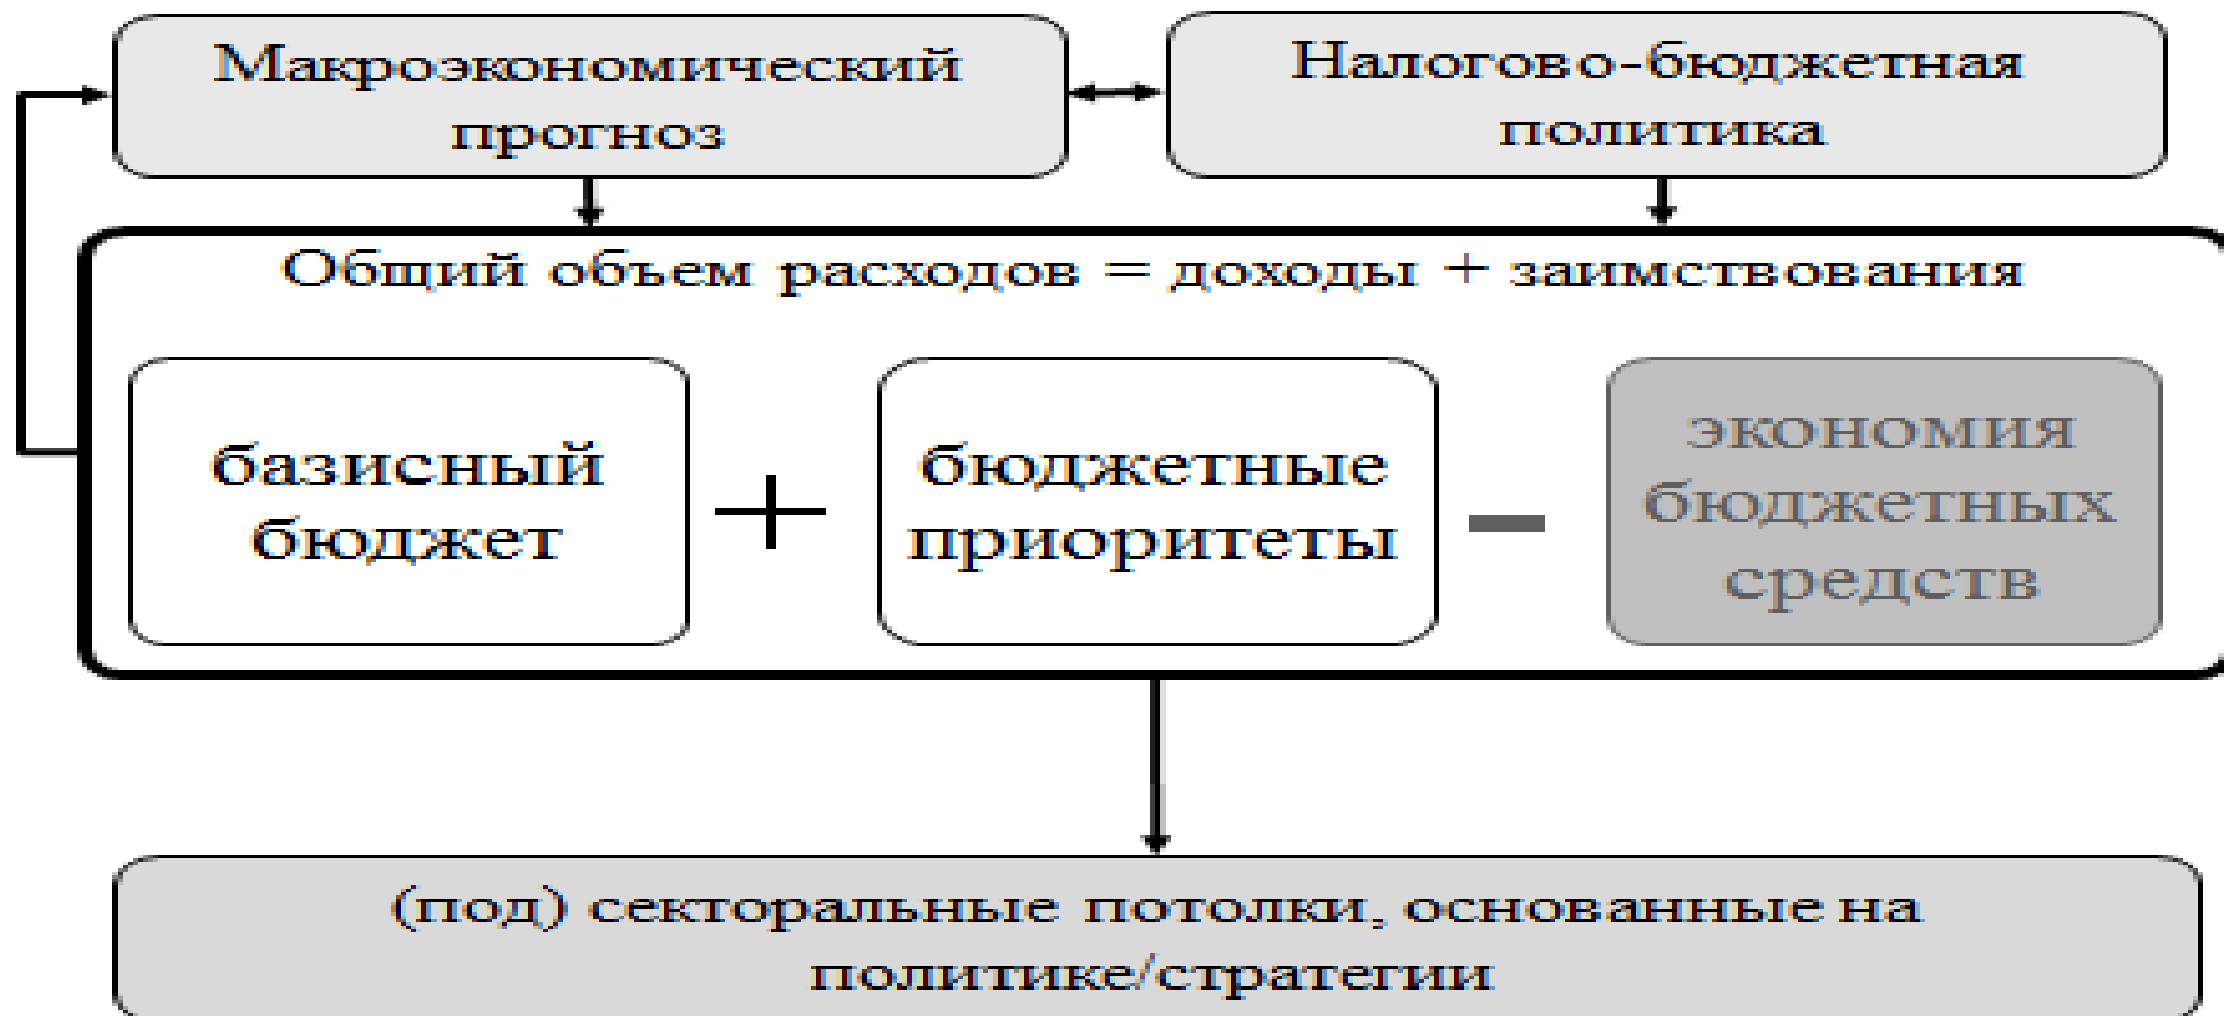 Макроэкономический
прогноз
Налогово-бюджетная
политика
Общий объем расходов = доходы + заимствования
базисный
бюджет
+
бюджетные
приоритеты
–
экономия
бюджетных
средств
(под) секторальные потолки, основанные на
политике/стратегии